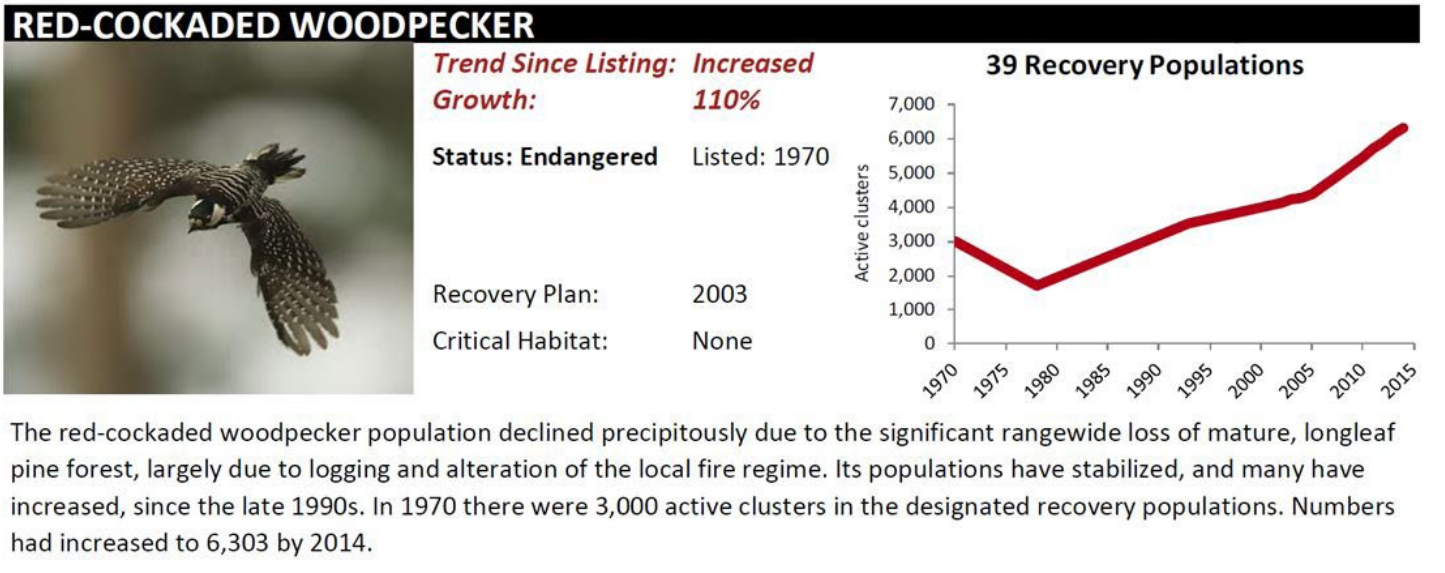 RED-COCKADED WOODPECKER
Trend Since Listing: Increased
Growth: 110%
Status: Endangered Listed: 1970
Recovery Plan: 2003
Critical Habitat: None
39 Recovery Populations
Active clusters
7,000
6,000
5,000
4,000
3,000
2,000
1,000
0
1970 1975 1980 1985 1990 1995 2000 2005 2010 2015
The red-cockaded woodpecker population declined precipitously due to the significant rangewide loss of mature, longleaf
pine forest, largely due to logging and alteration of the local fire regime. Its populations have stabilized, and many have
increased, since the late 1990s. In 1970 there were 3,000 active clusters in the designated recovery populations. Numbers
had increased to 6,303 by 2014.